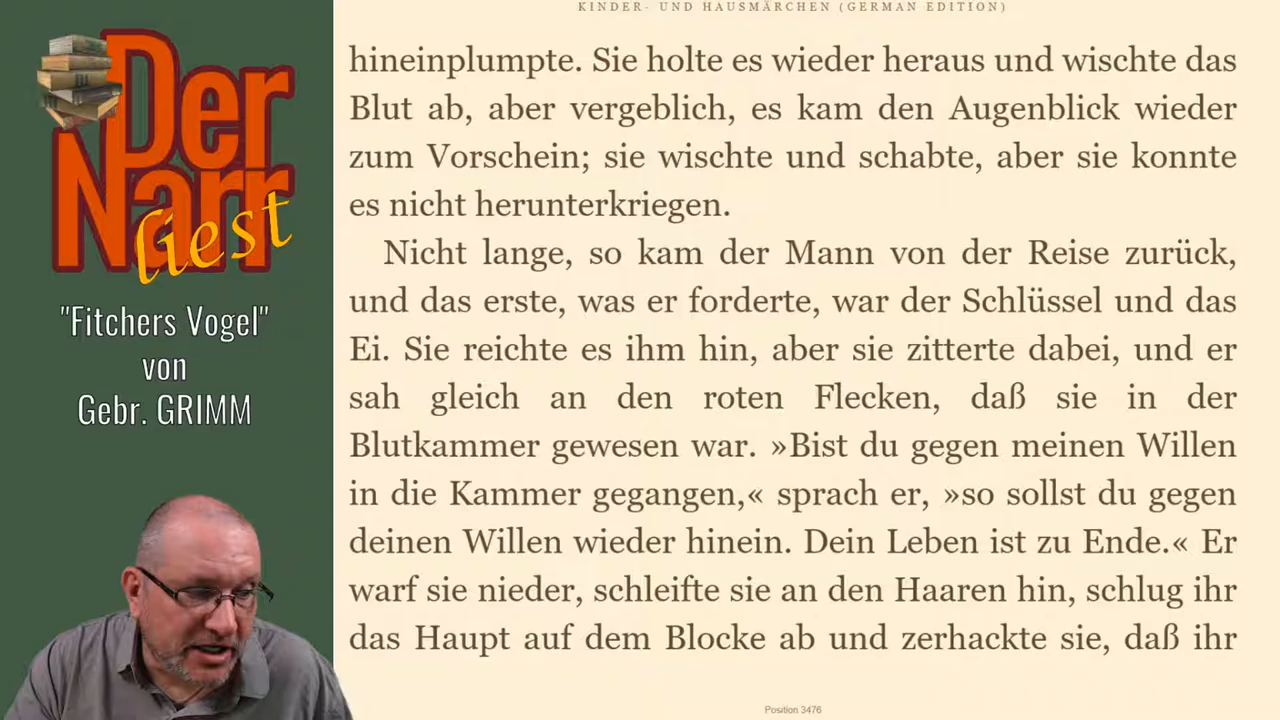 KINDER- UND HAUSMÄRCHEN (GERMAN EDITION)
Der
Narr
liest
"Fitchers Vogel"
von
Gebr. GRIMM
hineinplumpte. Sie holte es wieder heraus und wischte das
Blut ab, aber vergeblich, es kam den Augenblick wieder
zum Vorschein; sie wischte und schabte, aber sie konnte
es nicht herunterkriegen.
Nicht lange, so kam der Mann von der Reise zurück,
und das erste, was er forderte, war der Schlüssel und das
Ei. Sie reichte es ihm hin, aber sie zitterte dabei, und er
sah gleich an den roten Flecken, daß sie in der
Blutkammer gewesen war. »Bist du gegen meinen Willen
in die Kammer gegangen,« sprach er, »so sollst du gegen
deinen Willen wieder hinein. Dein Leben ist zu Ende.« Er
warf sie nieder, schleifte sie an den Haaren hin, schlug ihr
das Haupt auf dem Blocke ab und zerhackte sie, daß ihr
Position 3476